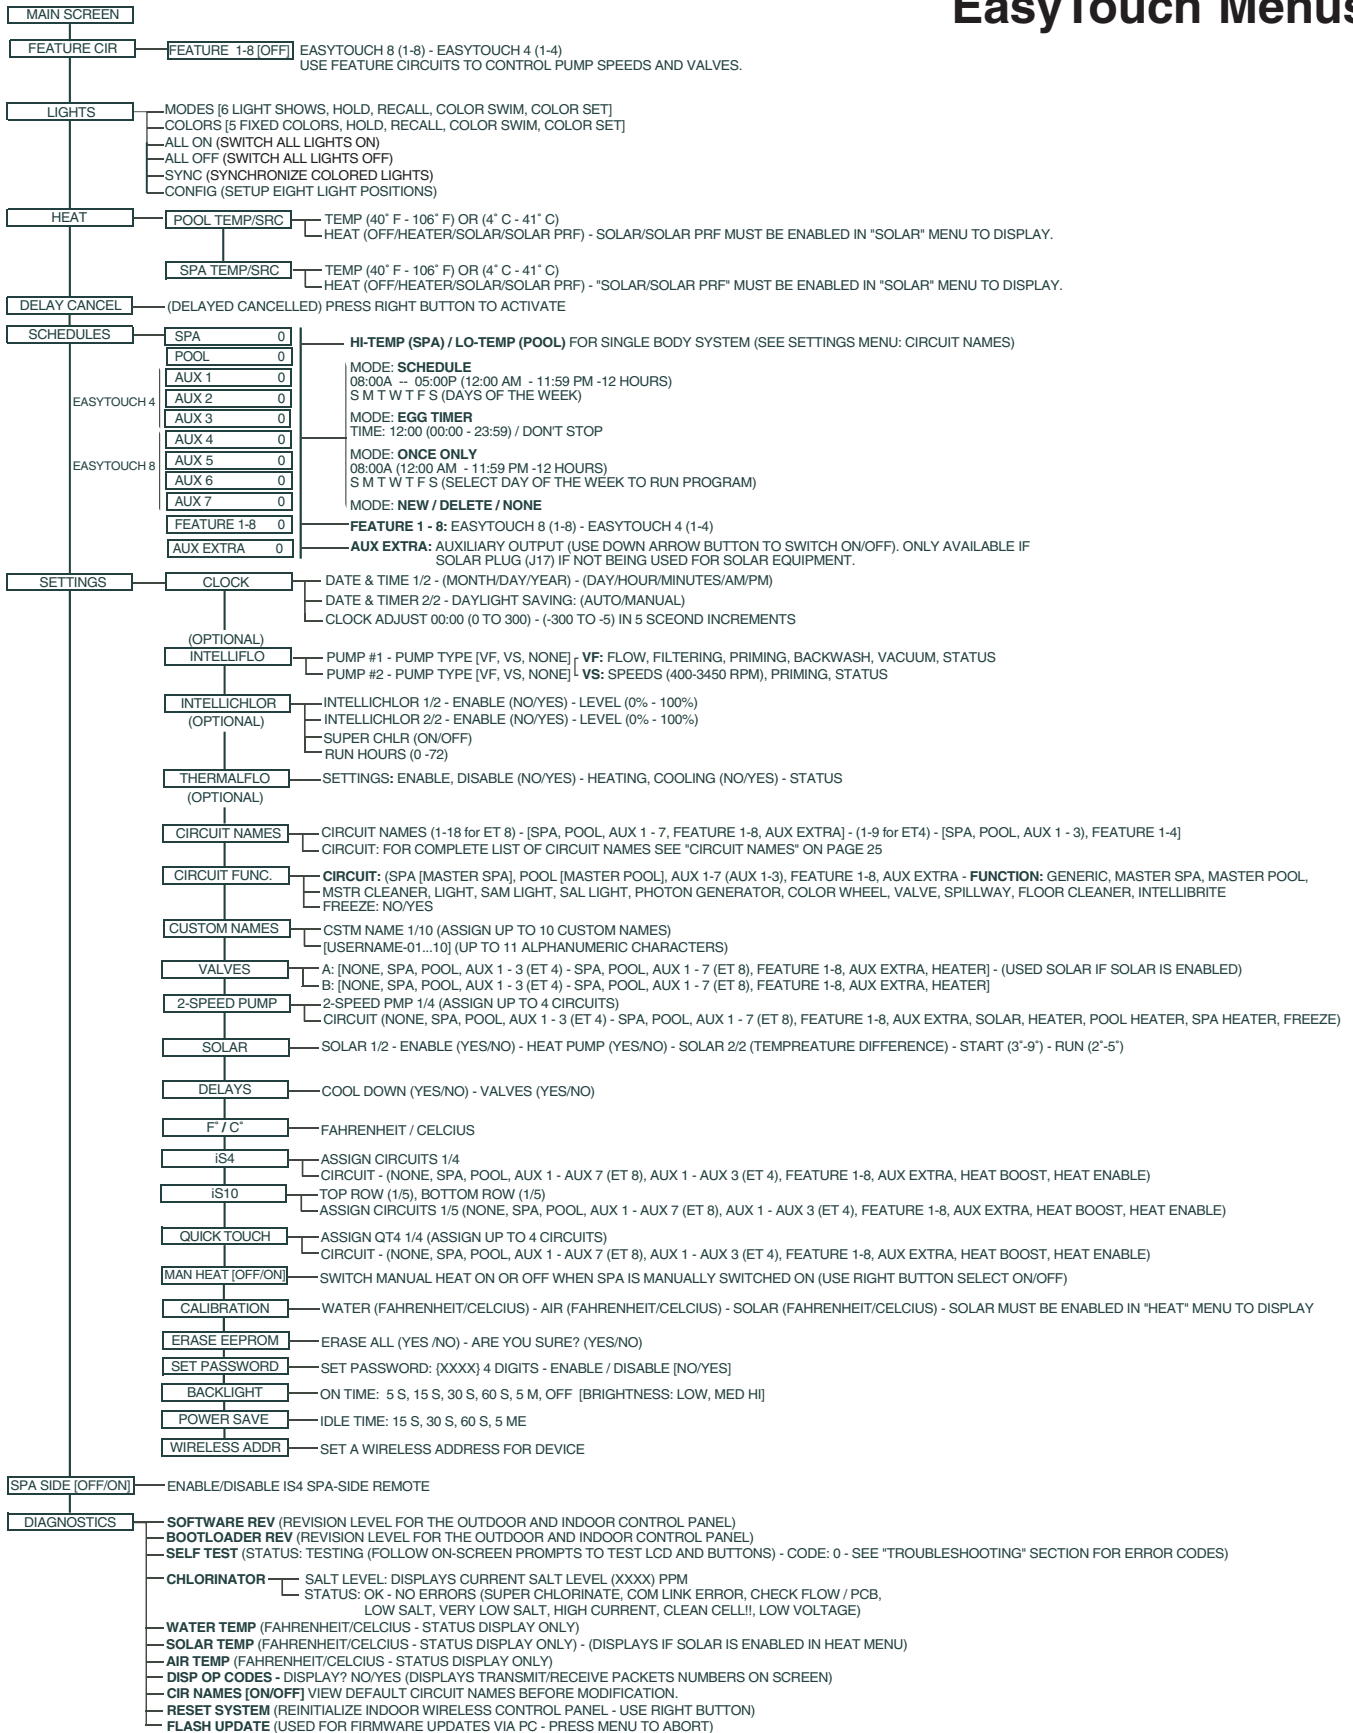 EasyTouch Menus
MAIN SCREEN
FEATURE CIR
FEATURE 1-8 [OFF] EASYTOUCH 8 (1-8) - EASYTOUCH 4 (1-4)
USE FEATURE CIRCUITS TO CONTROL PUMP SPEEDS AND VALVES.
LIGHTS
MODES [6 LIGHT SHOWS, HOLD, RECALL, COLOR SWIM, COLOR SET]
COLORS [5 FIXED COLORS, HOLD, RECALL, COLOR SWIM, COLOR SET]
ALL ON (SWITCH ALL LIGHTS ON)
ALL OFF (SWITCH ALL LIGHTS OFF)
SYNC (SYNCHRONIZE COLORED LIGHTS)
CONFIG (SETUP EIGHT LIGHT POSITIONS)
HEAT
POOL TEMP/SRC
TEMP (40° F - 106° F) OR (4° C - 41° C)
HEAT (OFF/HEATER/SOLAR/SOLAR PRF) - SOLAR/SOLAR PRF MUST BE ENABLED IN "SOLAR" MENU TO DISPLAY.
SPA TEMP/SRC
TEMP (40° F - 106° F) OR (4° C - 41° C)
HEAT (OFF/HEATER/SOLAR/SOLAR PRF) - "SOLAR/SOLAR PRF" MUST BE ENABLED IN "SOLAR" MENU TO DISPLAY.
DELAY CANCEL
(DELAYED CANCELLED) PRESS RIGHT BUTTON TO ACTIVATE
SCHEDULES
SPA 0
POOL 0
AUX 1 0
EASYTOUCH 4
AUX 2 0
AUX 3 0
AUX 4 0
EASYTOUCH 8
AUX 5 0
AUX 6 0
AUX 7 0
FEATURE 1-8 0
AUX EXTRA 0
HI-TEMP (SPA) / LO-TEMP (POOL) FOR SINGLE BODY SYSTEM (SEE SETTINGS MENU: CIRCUIT NAMES)
MODE: SCHEDULE
08:00A -- 05:00P (12:00 AM - 11:59 PM -12 HOURS)
S M T W T F S (DAYS OF THE WEEK)
MODE: EGG TIMER
TIME: 12:00 (00:00 - 23:59) / DON'T STOP
MODE: ONCE ONLY
08:00A (12:00 AM - 11:59 PM -12 HOURS)
S M T W T F S (SELECT DAY OF THE WEEK TO RUN PROGRAM)
MODE: NEW / DELETE / NONE
FEATURE 1 - 8: EASYTOUCH 8 (1-8) - EASYTOUCH 4 (1-4)
AUX EXTRA: AUXILIARY OUTPUT (USE DOWN ARROW BUTTON TO SWITCH ON/OFF). ONLY AVAILABLE IF
SOLAR PLUG (J17) IF NOT BEING USED FOR SOLAR EQUIPMENT.
SETTINGS
CLOCK
DATE & TIME 1/2 - (MONTH/DAY/YEAR) - (DAY/HOUR/MINUTES/AM/PM)
DATE & TIMER 2/2 - DAYLIGHT SAVING: (AUTO/MANUAL)
CLOCK ADJUST 00:00 (0 TO 300) - (-300 TO -5) IN 5 SCEOND INCREMENTS
(OPTIONAL)
INTELLIFLO
PUMP #1 - PUMP TYPE [VF, VS, NONE] VF: FLOW, FILTERING, PRIMING, BACKWASH, VACUUM, STATUS
PUMP #2 - PUMP TYPE [VF, VS, NONE] VS: SPEEDS (400-3450 RPM), PRIMING, STATUS
INTELLICHLOR
(OPTIONAL)
INTELLICHLOR 1/2 - ENABLE (NO/YES) - LEVEL (0% - 100%)
INTELLICHLOR 2/2 - ENABLE (NO/YES) - LEVEL (0% - 100%)
SUPER CHLR (ON/OFF)
RUN HOURS (0 -72)
THERMALFLO
(OPTIONAL)
SETTINGS: ENABLE, DISABLE (NO/YES) - HEATING, COOLING (NO/YES) - STATUS
CIRCUIT NAMES
CIRCUIT NAMES (1-18 for ET 8) - [SPA, POOL, AUX 1 - 7, FEATURE 1-8, AUX EXTRA] - (1-9 for ET4) - [SPA, POOL, AUX 1 - 3), FEATURE 1-4]
CIRCUIT: FOR COMPLETE LIST OF CIRCUIT NAMES SEE "CIRCUIT NAMES" ON PAGE 25
CIRCUIT FUNC.
CIRCUIT: (SPA [MASTER SPA], POOL [MASTER POOL], AUX 1-7 (AUX 1-3), FEATURE 1-8, AUX EXTRA - FUNCTION: GENERIC, MASTER SPA, MASTER POOL,
MSTR CLEANER, LIGHT, SAM LIGHT, SAL LIGHT, PHOTON GENERATOR, COLOR WHEEL, VALVE, SPILLWAY, FLOOR CLEANER, INTELLIBRITE
FREEZE: NO/YES
CUSTOM NAMES
CSTM NAME 1/10 (ASSIGN UP TO 10 CUSTOM NAMES)
[USERNAME-01...10] (UP TO 11 ALPHANUMERIC CHARACTERS)
VALVES
A: [NONE, SPA, POOL, AUX 1 - 3 (ET 4) - SPA, POOL, AUX 1 - 7 (ET 8), FEATURE 1-8, AUX EXTRA, HEATER] - (USED SOLAR IF SOLAR IS ENABLED)
B: [NONE, SPA, POOL, AUX 1 - 3 (ET 4) - SPA, POOL, AUX 1 - 7 (ET 8), FEATURE 1-8, AUX EXTRA, HEATER]
2-SPEED PUMP
2-SPEED PMP 1/4 (ASSIGN UP TO 4 CIRCUITS)
CIRCUIT (NONE, SPA, POOL, AUX 1 - 3 (ET 4) - SPA, POOL, AUX 1 - 7 (ET 8), FEATURE 1-8, AUX EXTRA, SOLAR, HEATER, POOL HEATER, SPA HEATER, FREEZE)
SOLAR
SOLAR 1/2 - ENABLE (YES/NO) - HEAT PUMP (YES/NO) - SOLAR 2/2 (TEMPREATURE DIFFERENCE) - START (3°-9°) - RUN (2°-5°)
DELAYS
COOL DOWN (YES/NO) - VALVES (YES/NO)
F° / C°
FAHRENHEIT / CELCIUS
iS4
ASSIGN CIRCUITS 1/4
CIRCUIT - (NONE, SPA, POOL, AUX 1 - AUX 7 (ET 8), AUX 1 - AUX 3 (ET 4), FEATURE 1-8, AUX EXTRA, HEAT BOOST, HEAT ENABLE)
iS10
TOP ROW (1/5), BOTTOM ROW (1/5)
ASSIGN CIRCUITS 1/5 (NONE, SPA, POOL, AUX 1 - AUX 7 (ET 8), AUX 1 - AUX 3 (ET 4), FEATURE 1-8, AUX EXTRA, HEAT BOOST, HEAT ENABLE)
QUICK TOUCH
ASSIGN QT4 1/4 (ASSIGN UP TO 4 CIRCUITS)
CIRCUIT - (NONE, SPA, POOL, AUX 1 - AUX 7 (ET 8), AUX 1 - AUX 3 (ET 4), FEATURE 1-8, AUX EXTRA, HEAT BOOST, HEAT ENABLE)
MAN HEAT [OFF/ON]
SWITCH MANUAL HEAT ON OR OFF WHEN SPA IS MANUALLY SWITCHED ON (USE RIGHT BUTTON SELECT ON/OFF)
CALIBRATION
WATER (FAHRENHEIT/CELCIUS) - AIR (FAHRENHEIT/CELCIUS) - SOLAR (FAHRENHEIT/CELCIUS) - SOLAR MUST BE ENABLED IN "HEAT" MENU TO DISPLAY
ERASE EEPROM
ERASE ALL (YES /NO) - ARE YOU SURE? (YES/NO)
SET PASSWORD
SET PASSWORD: {XXXX} 4 DIGITS - ENABLE / DISABLE [NO/YES]
BACKLIGHT
ON TIME: 5 S, 15 S, 30 S, 60 S, 5 M, OFF [BRIGHTNESS: LOW, MED HI]
POWER SAVE
IDLE TIME: 15 S, 30 S, 60 S, 5 ME
WIRELESS ADDR
SET A WIRELESS ADDRESS FOR DEVICE
SPA SIDE [OFF/ON]
ENABLE/DISABLE IS4 SPA-SIDE REMOTE
DIAGNOSTICS
SOFTWARE REV (REVISION LEVEL FOR THE OUTDOOR AND INDOOR CONTROL PANEL)
BOOTLOADER REV (REVISION LEVEL FOR THE OUTDOOR AND INDOOR CONTROL PANEL)
SELF TEST (STATUS: TESTING (FOLLOW ON-SCREEN PROMPTS TO TEST LCD AND BUTTONS) - CODE: 0 - SEE "TROUBLESHOOTING" SECTION FOR ERROR CODES)
CHLORINATOR
SALT LEVEL: DISPLAYS CURRENT SALT LEVEL (XXXX) PPM
STATUS: OK - NO ERRORS (SUPER CHLORINATE, COM LINK ERROR, CHECK FLOW / PCB,
LOW SALT, VERY LOW SALT, HIGH CURRENT, CLEAN CELL!!, LOW VOLTAGE)
WATER TEMP (FAHRENHEIT/CELCIUS - STATUS DISPLAY ONLY)
SOLAR TEMP (FAHRENHEIT/CELCIUS - STATUS DISPLAY ONLY) - (DISPLAYS IF SOLAR IS ENABLED IN HEAT MENU)
AIR TEMP (FAHRENHEIT/CELCIUS - STATUS DISPLAY ONLY)
DISP OP CODES - DISPLAY? NO/YES (DISPLAYS TRANSMIT/RECEIVE PACKETS NUMBERS ON SCREEN)
CIR NAMES [ON/OFF] VIEW DEFAULT CIRCUIT NAMES BEFORE MODIFICATION.
RESET SYSTEM (REINITIALIZE INDOOR WIRELESS CONTROL PANEL - USE RIGHT BUTTON)
FLASH UPDATE (USED FOR FIRMWARE UPDATES VIA PC - PRESS MENU TO ABORT)